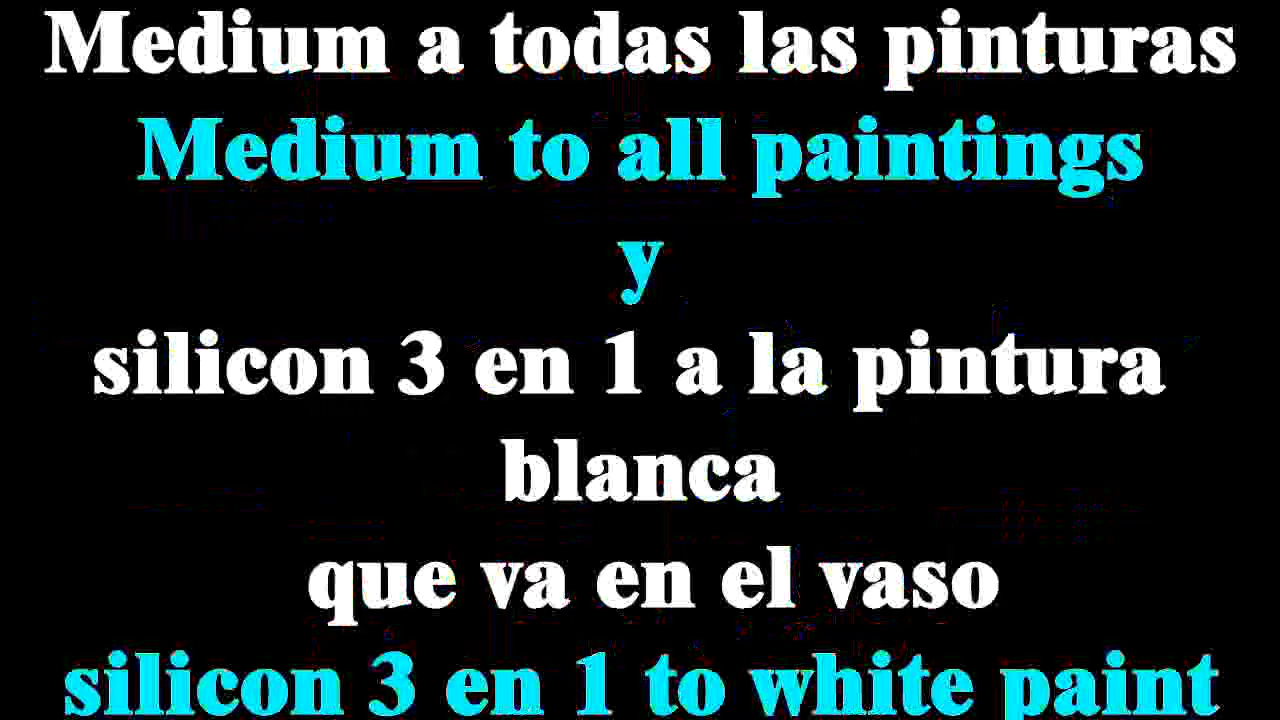 Medium a todas las pinturas
Medium to all paintings
y
silicon 3 en 1 a la pintura
blanca
que va en el vaso
silicon 3 en 1 to white paint